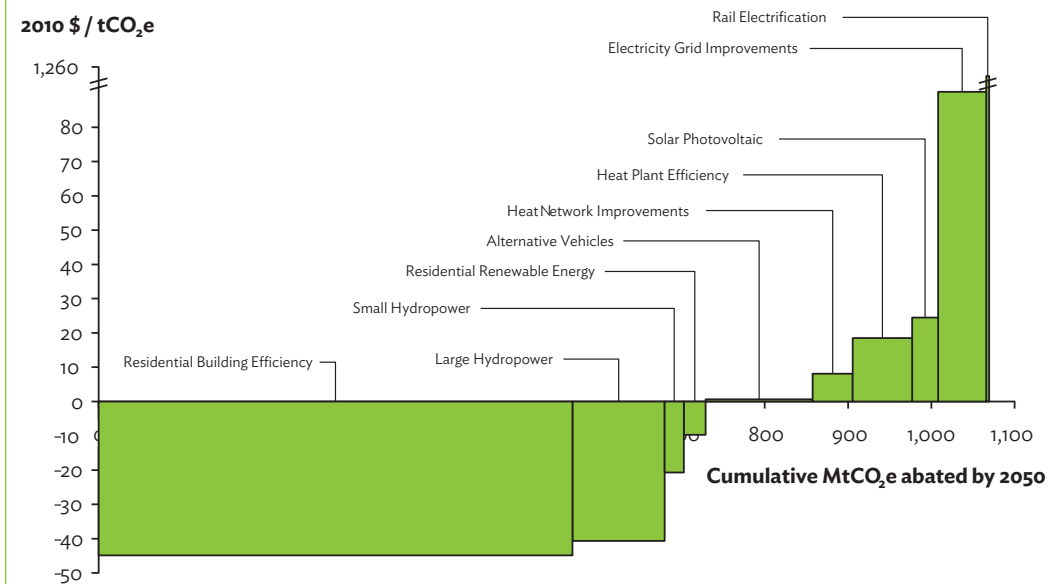 2010 $ / tCO₂e
Rail Electrification
Electricity Grid Improvements
1,260
80
Solar Photovoltaic
70
Heat Plant Efficiency
60
Heat Network Improvements
50
Alternative Vehicles
40
Residential Renewable Energy
30
Small Hydropower
20
Residential Building Efficiency
Large Hydropower
10
0
-10
800
900
1,000
1,100
-20
Cumulative MtCO₂e abated by 2050
-30
-40
-50